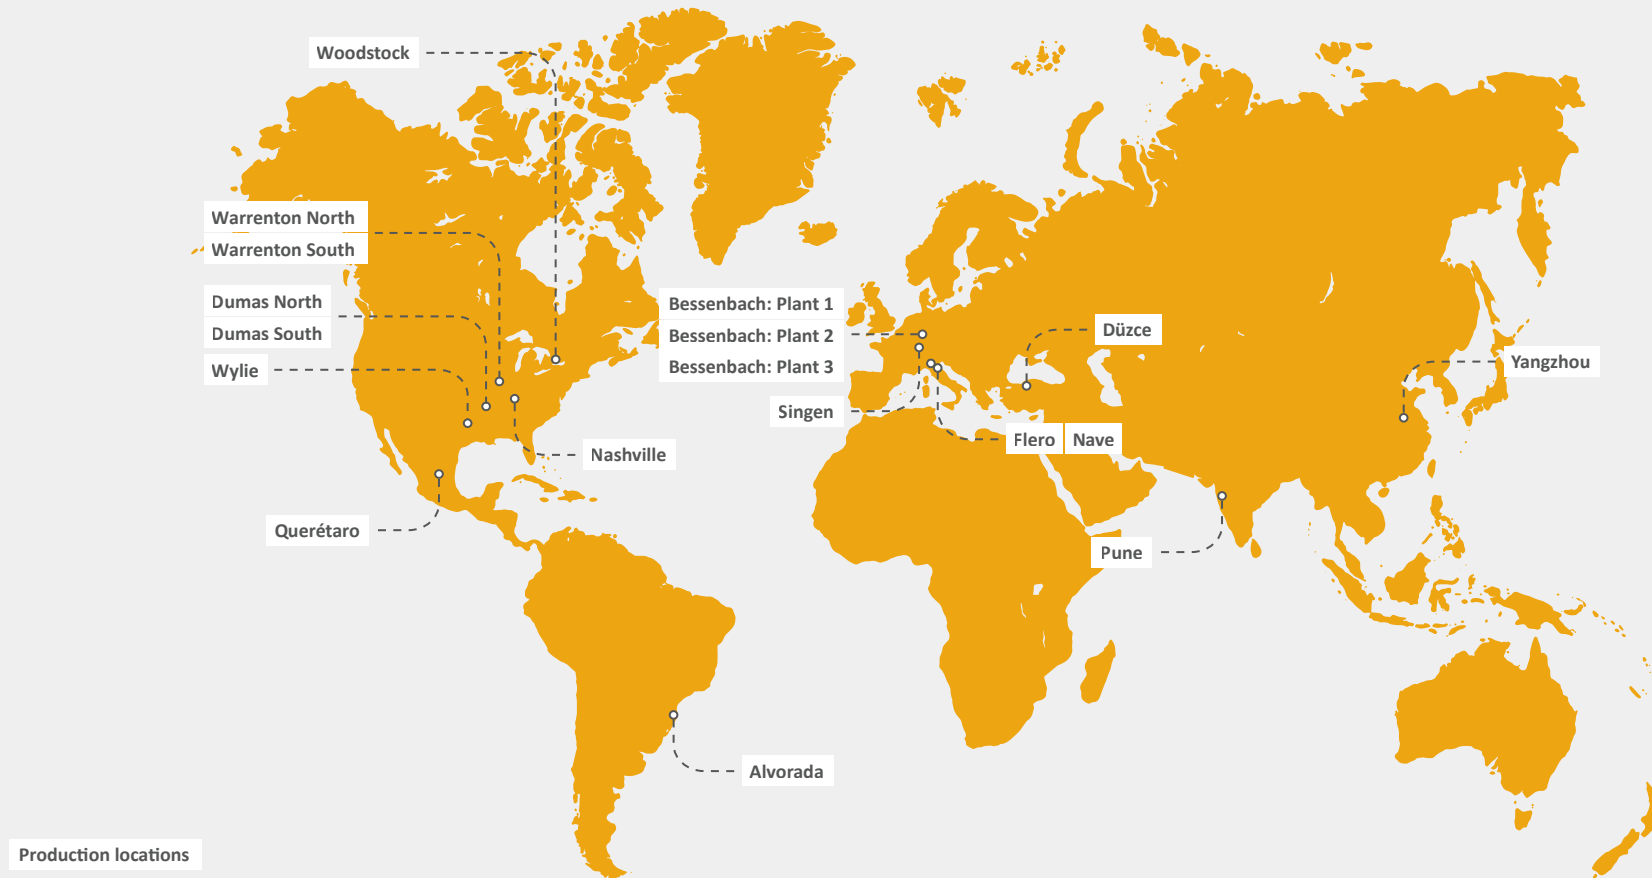 Woodstock
Warrenton North
Warrenton South
Dumas North
Dumas South
Wylie
Nashville
Querétaro
Alvorada
Bessenbach: Plant 1
Bessenbach: Plant 2
Bessenbach: Plant 3
Singen
Düzce
Flero
Nave
Yangzhou
Pune
Production locations